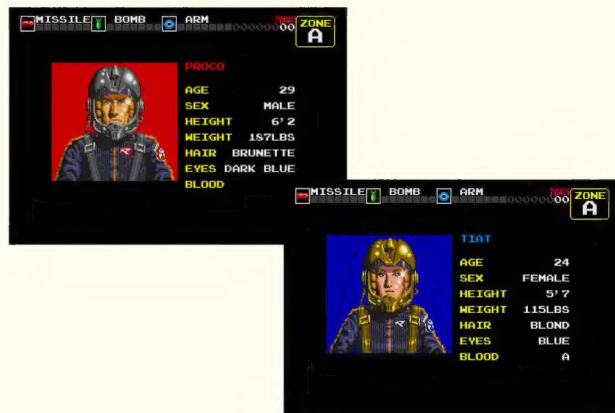 MISSILE BOMB ARM ZONE
00000000 A
PROCO
AGE 29
SEX MALE
HEIGHT 6'2
WEIGHT 187LBS
HAIR BRUNETTE
EYES DARK BLUE
BLOOD
MISSILE BOMB ARM ZONE
00000000 A
TIAT
AGE 24
SEX FEMALE
HEIGHT 5'7
WEIGHT 115LBS
HAIR BLOND
EYES BLUE
BLOOD A